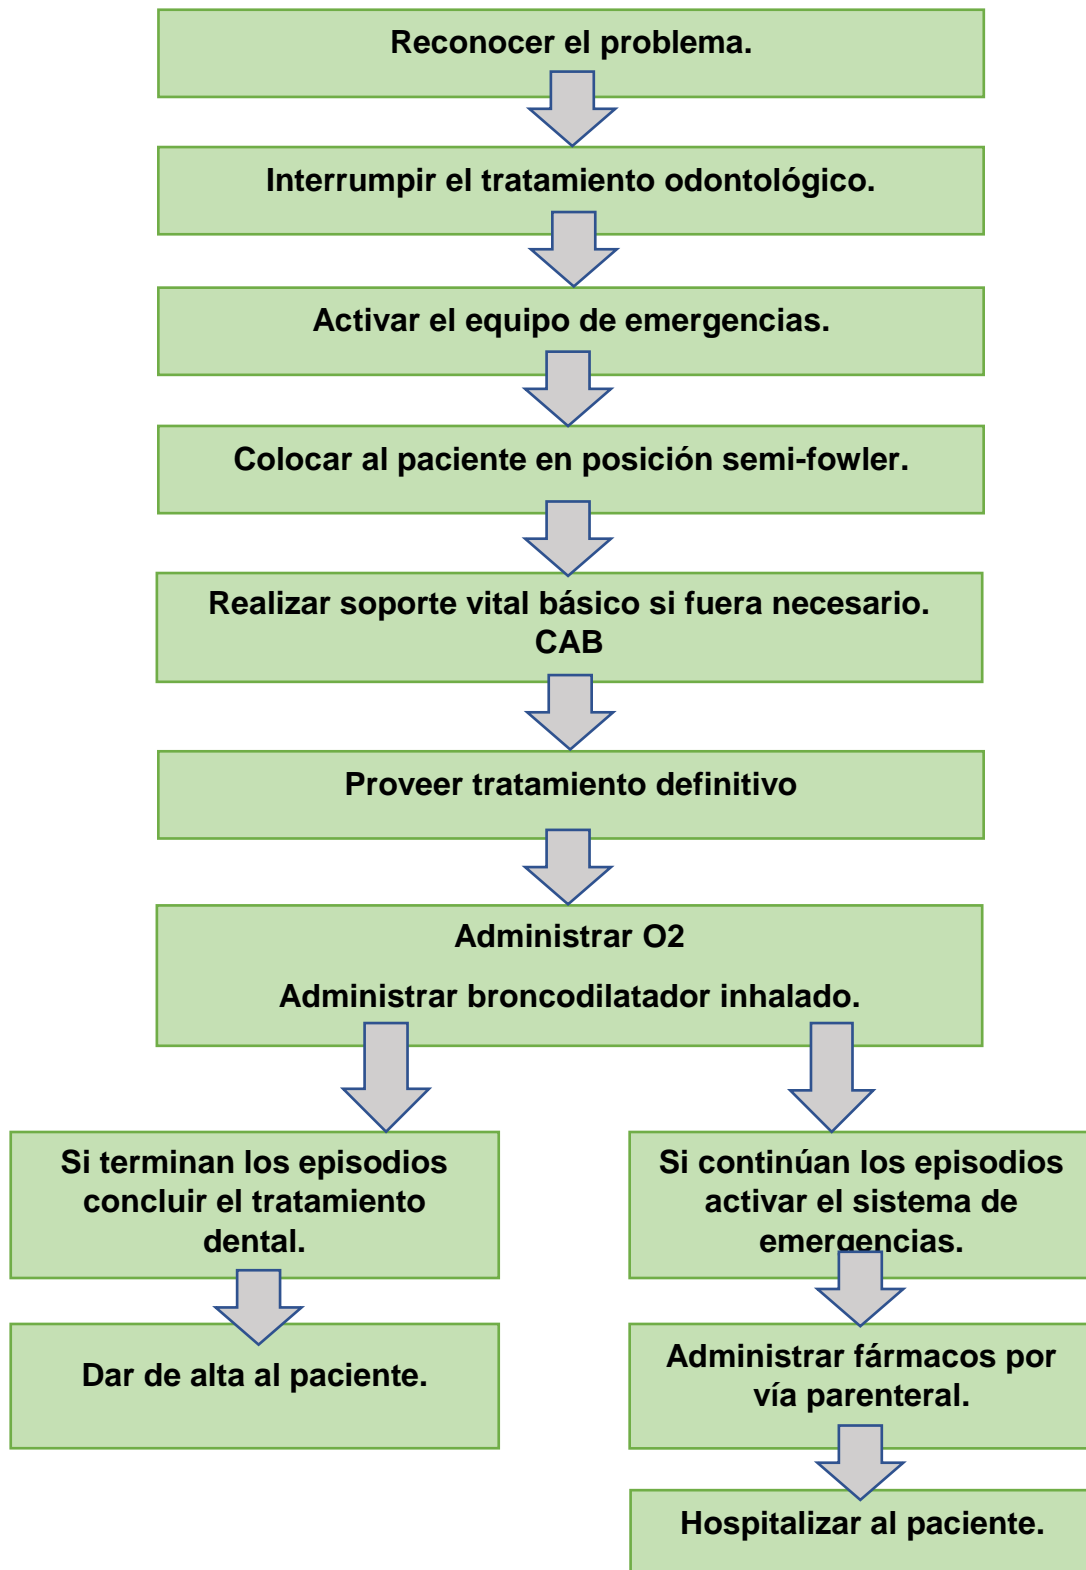 Reconocer el problema.
Interrumpir el tratamiento odontológico.
Activar el equipo de emergencias.
Colocar al paciente en posición semi-fowler.
Realizar soporte vital básico si fuera necesario.
CAB
Proveer tratamiento definitivo
Administrar O2
Administrar broncodilatador inhalado.
Si terminan los episodios
concluir el tratamiento
dental.
Dar de alta al paciente.
Si continúan los episodios
activar el sistema de
emergencias.
Administrar fármacos por
vía parenteral.
Hospitalizar al paciente.